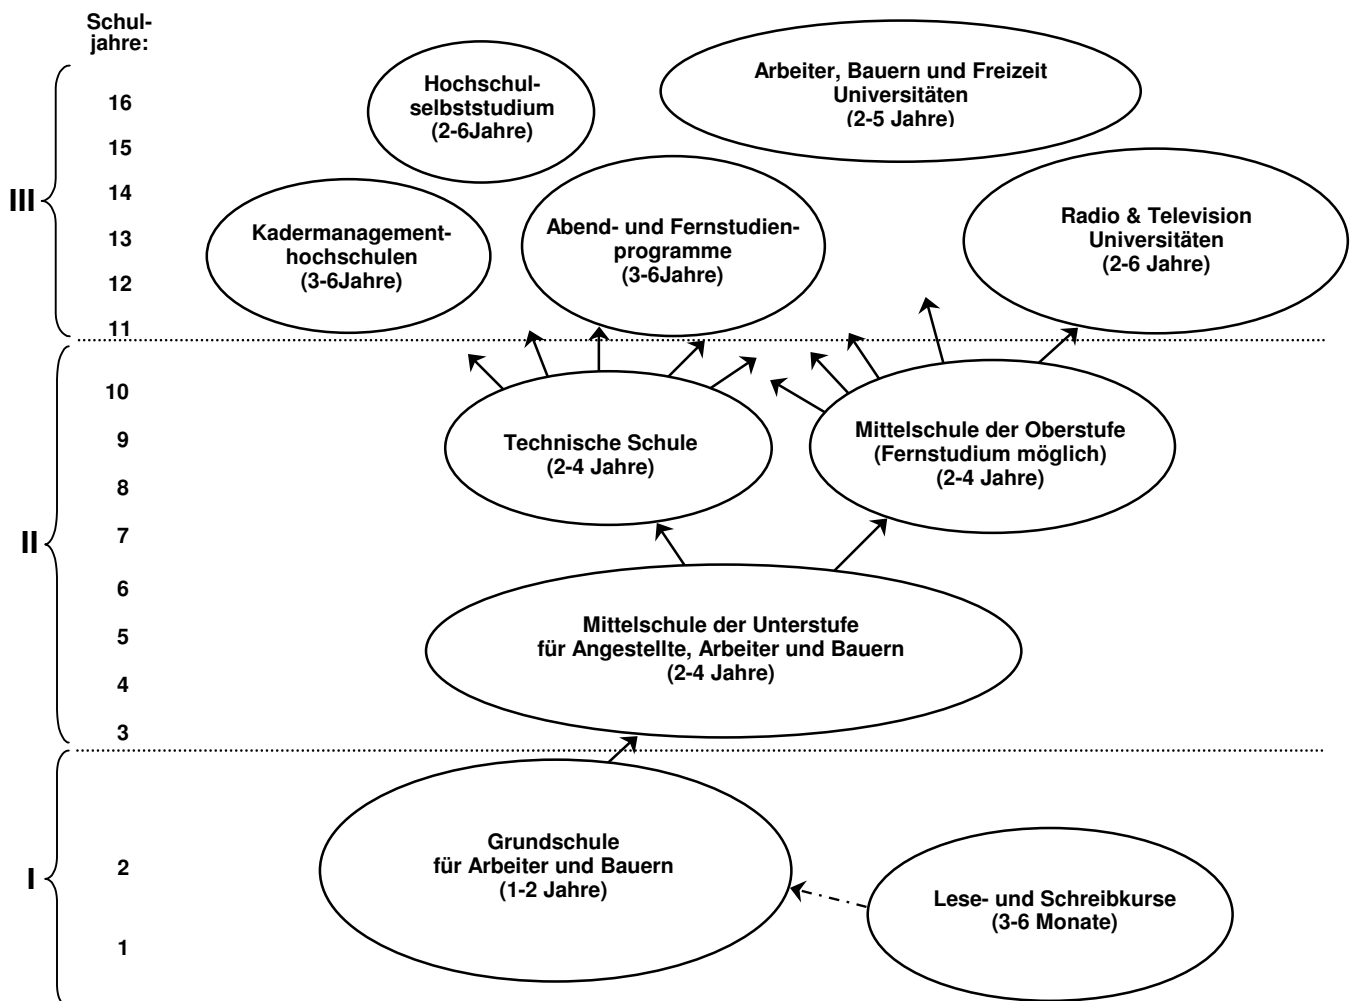 Schul-
jahre:
III
16
15
14
13
12
11
Hochschul-
selbststudium
(2-6Jahre)
Arbeiter, Bauern und Freizeit
Universitäten
(2-5 Jahre)
Kadermanagement-
hochschulen
(3-6Jahre)
Abend- und Fernstudien-
programme
(3-6Jahre)
Radio & Television
Universitäten
(2-6 Jahre)
II
10
9
8
7
6
5
4
3
Technische Schule
(2-4 Jahre)
Mittelschule der Oberstufe
(Fernstudium möglich)
(2-4 Jahre)
Mittelschule der Unterstufe
für Angestellte, Arbeiter und Bauern
(2-4 Jahre)
I
2
1
Grundschule
für Arbeiter und Bauern
(1-2 Jahre)
Lese- und Schreibkurse
(3-6 Monate)